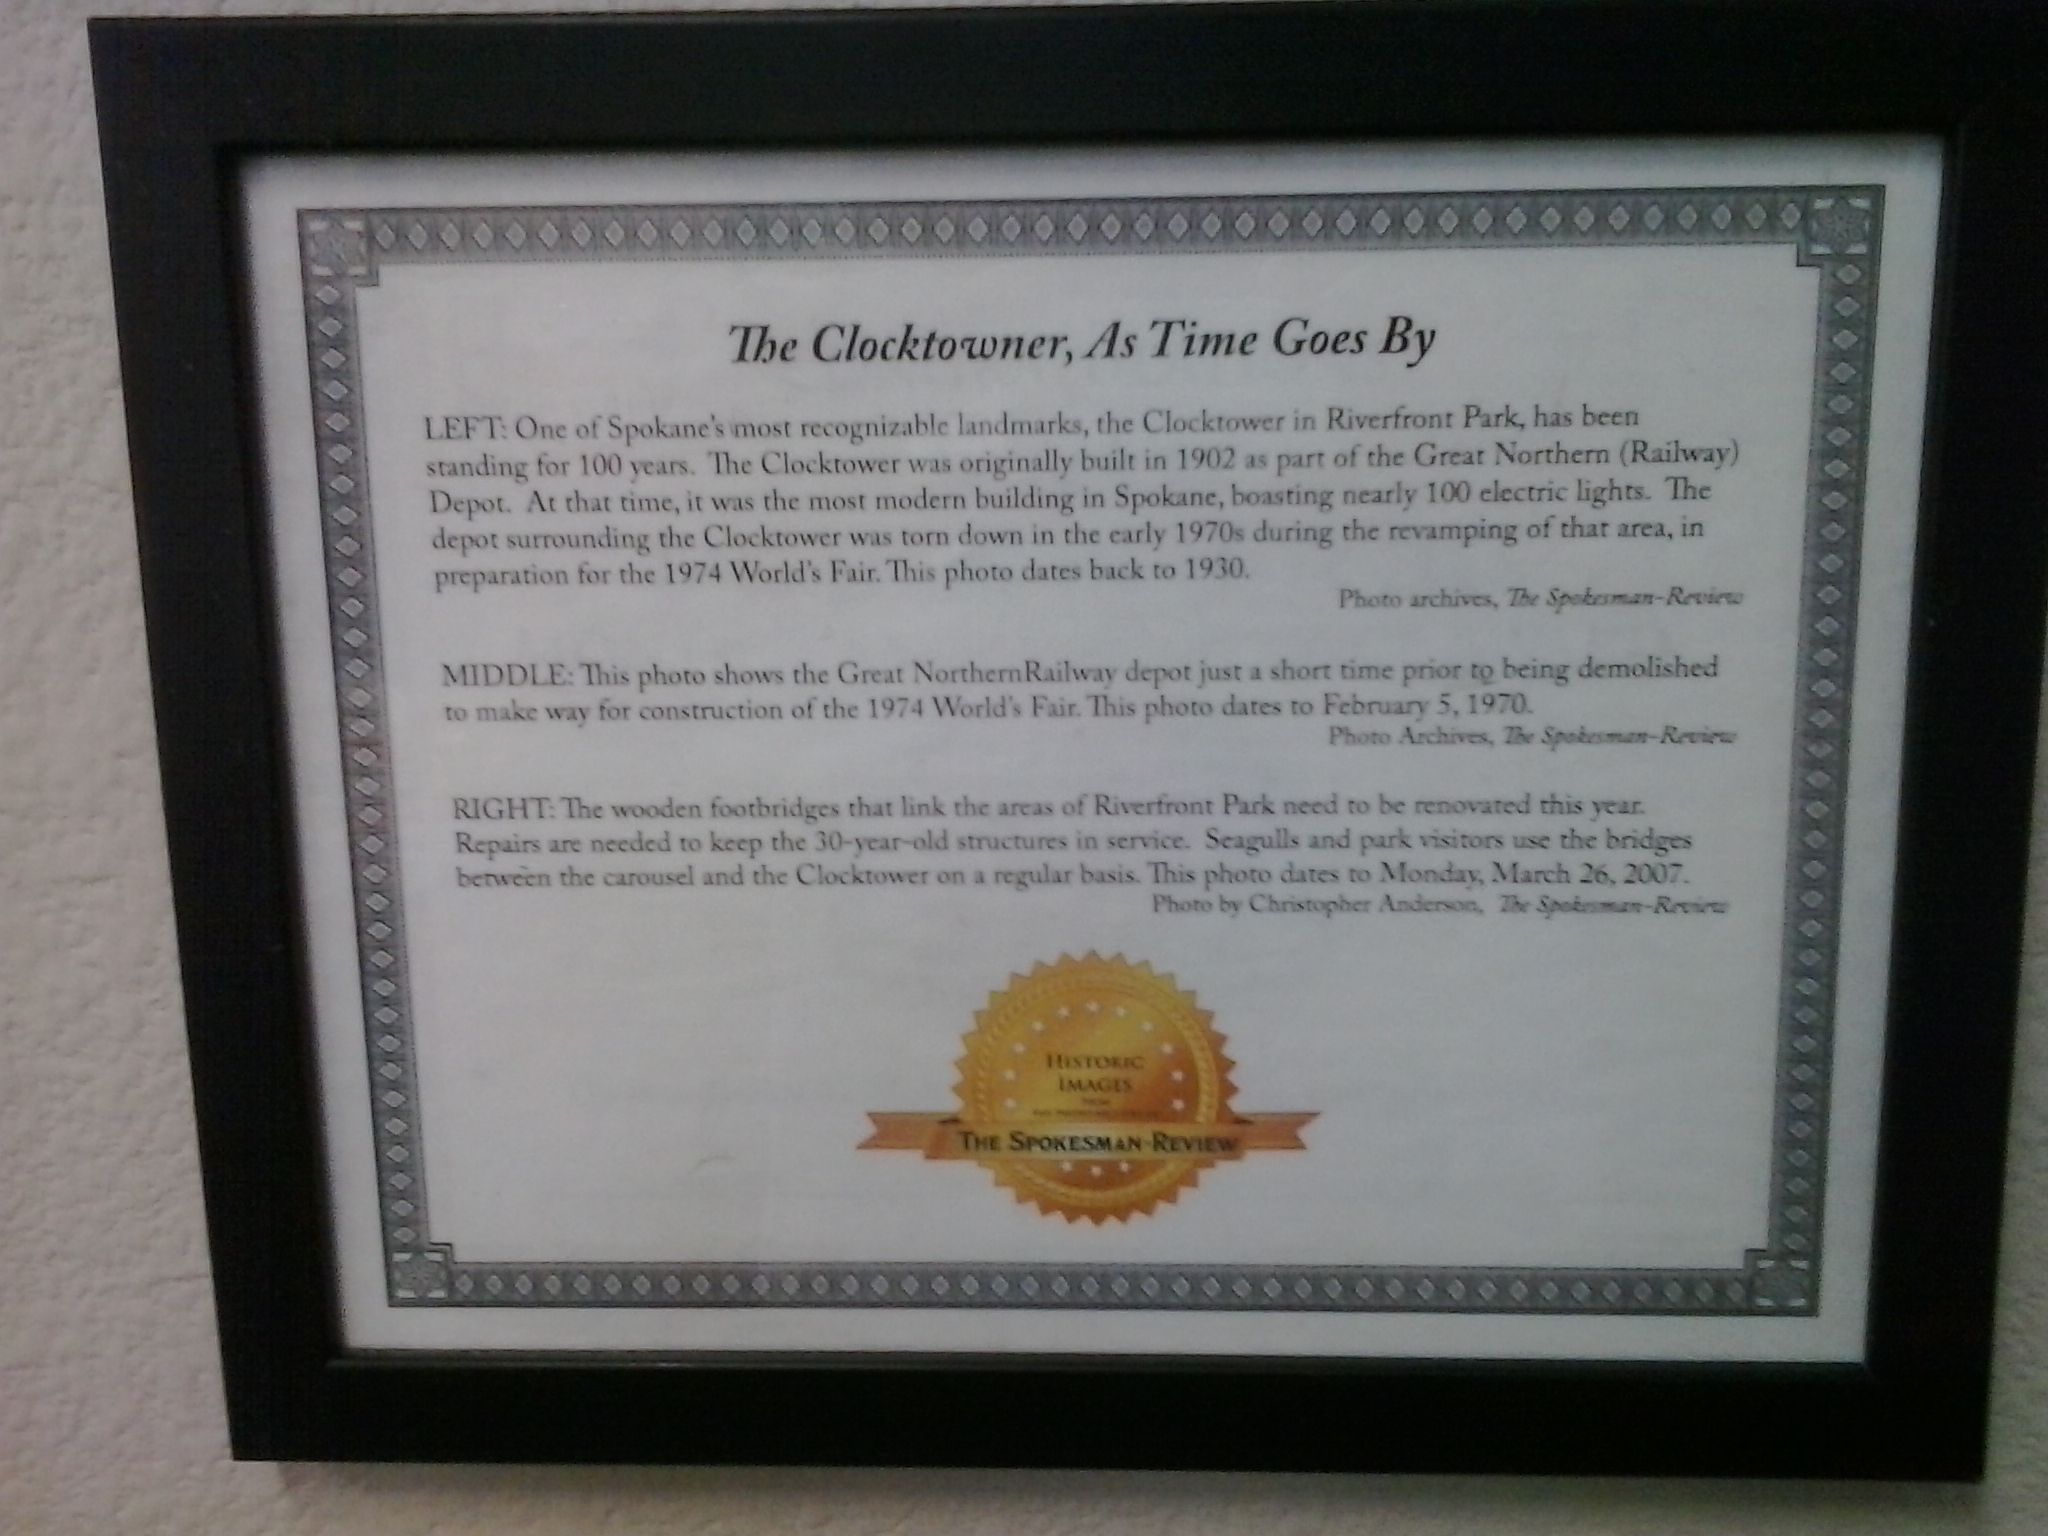 The Clocktowner, As Time Goes By
LEFT: One of Spokane's most recognizable landmarks, the Clocktower in Riverfront Park, has been
standing for 100 years. The Clocktower was originally built in 1902 as part of the Great Northern (Railway)
Depot. At that time, it was the most modern building in Spokane, boasting nearly 100 electric lights. The
depot surrounding the Clocktower was torn down in the early 1970s during the revamping of that area, in
preparation for the 1974 World's Fair. This photo dates back to 1930.
Photo archives, The Spokesman-Review
MIDDLE: This photo shows the Great NorthernRailway depot just a short time prior to being demolished
to make way for construction of the 1974 World's Fair. This photo dates to February 5, 1970.
Photo Archives, The Spokesman-Review
RIGHT: The wooden footbridges that link the areas of Riverfront Park need to be renovated this year.
Repairs are needed to keep the 30-year-old structures in service. Seagulls and park visitors use the bridges
between the carousel and the Clocktower on a regular basis. This photo dates to Monday, March 26, 2007.
Photo by Christopher Anderson, The Spokesman-Review
HISTORIC
IMAGES
FROM
THE SPOKESMAN-REVIEW